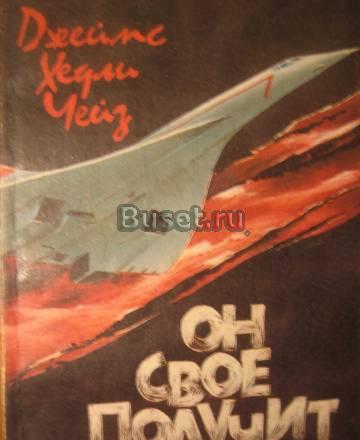 Джеймс
Хедли
Чейз
Buset.ru
ОН
СВОЕ
ПОЛУЧИТ